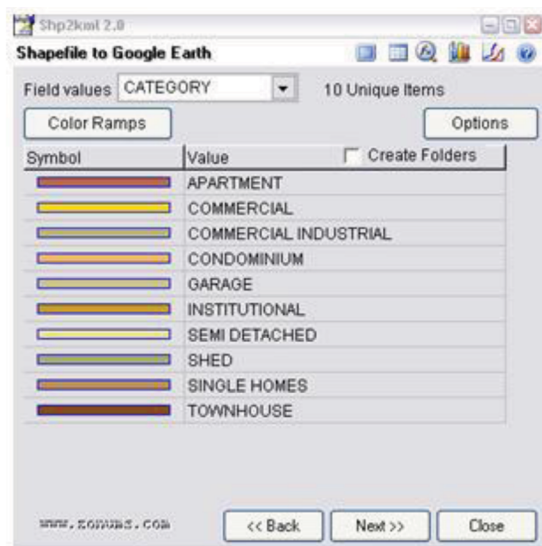 Shp2kml 2.0
Shapefile to Google Earth
Field values CATEGORY 10 Unique Items
Color Ramps Options
Symbol Value Create Folders
APARTMENT
COMMERCIAL
COMMERCIAL INDUSTRIAL
CONDOMINIUM
GARAGE
INSTITUTIONAL
SEMI DETACHED
SHED
SINGLE HOMES
TOWNHOUSE
www.zonums.com << Back Next >> Close